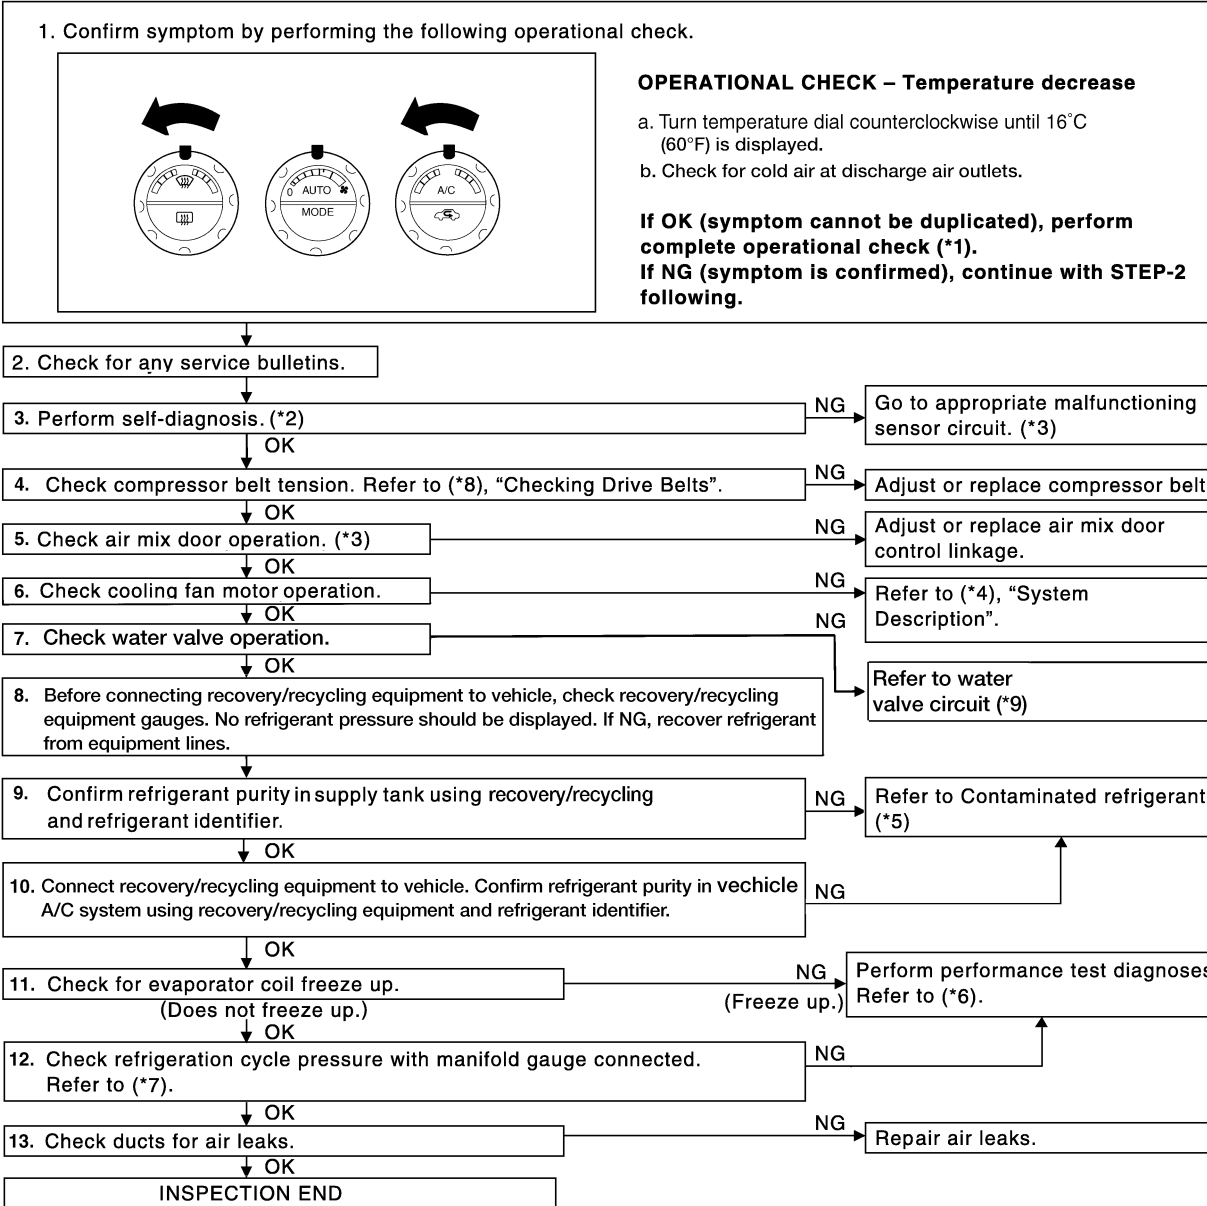 1. Confirm symptom by performing the following operational check.
0 AUTO
MODE
A/C
OPERATIONAL CHECK – Temperature decrease
a. Turn temperature dial counterclockwise until 16°C
(60°F) is displayed.
b. Check for cold air at discharge air outlets.
If OK (symptom cannot be duplicated), perform
complete operational check (*1).
If NG (symptom is confirmed), continue with STEP-2
following.
2. Check for any service bulletins.
3. Perform self-diagnosis. (*2)
NG
Go to appropriate malfunctioning
sensor circuit. (*3)
OK
4. Check compressor belt tension. Refer to (*8), “Checking Drive Belts”.
NG
Adjust or replace compressor belt
OK
5. Check air mix door operation. (*3)
NG
Adjust or replace air mix door
control linkage.
OK
6. Check cooling fan motor operation.
NG
Refer to (*4), “System
Description”.
OK
7. Check water valve operation.
NG
Refer to water
valve circuit (*9)
OK
8. Before connecting recovery/recycling equipment to vehicle, check recovery/recycling
equipment gauges. No refrigerant pressure should be displayed. If NG, recover refrigerant
from equipment lines.
9. Confirm refrigerant purity in supply tank using recovery/recycling
and refrigerant identifier.
NG
Refer to Contaminated refrigerant
(*5)
OK
10. Connect recovery/recycling equipment to vehicle. Confirm refrigerant purity in vechicle
A/C system using recovery/recycling equipment and refrigerant identifier.
NG
OK
11. Check for evaporator coil freeze up.
(Does not freeze up.)
NG
(Freeze up.)
Perform performance test diagnoses
Refer to (*6).
OK
12. Check refrigeration cycle pressure with manifold gauge connected.
Refer to (*7).
NG
OK
13. Check ducts for air leaks.
NG
Repair air leaks.
OK
INSPECTION END